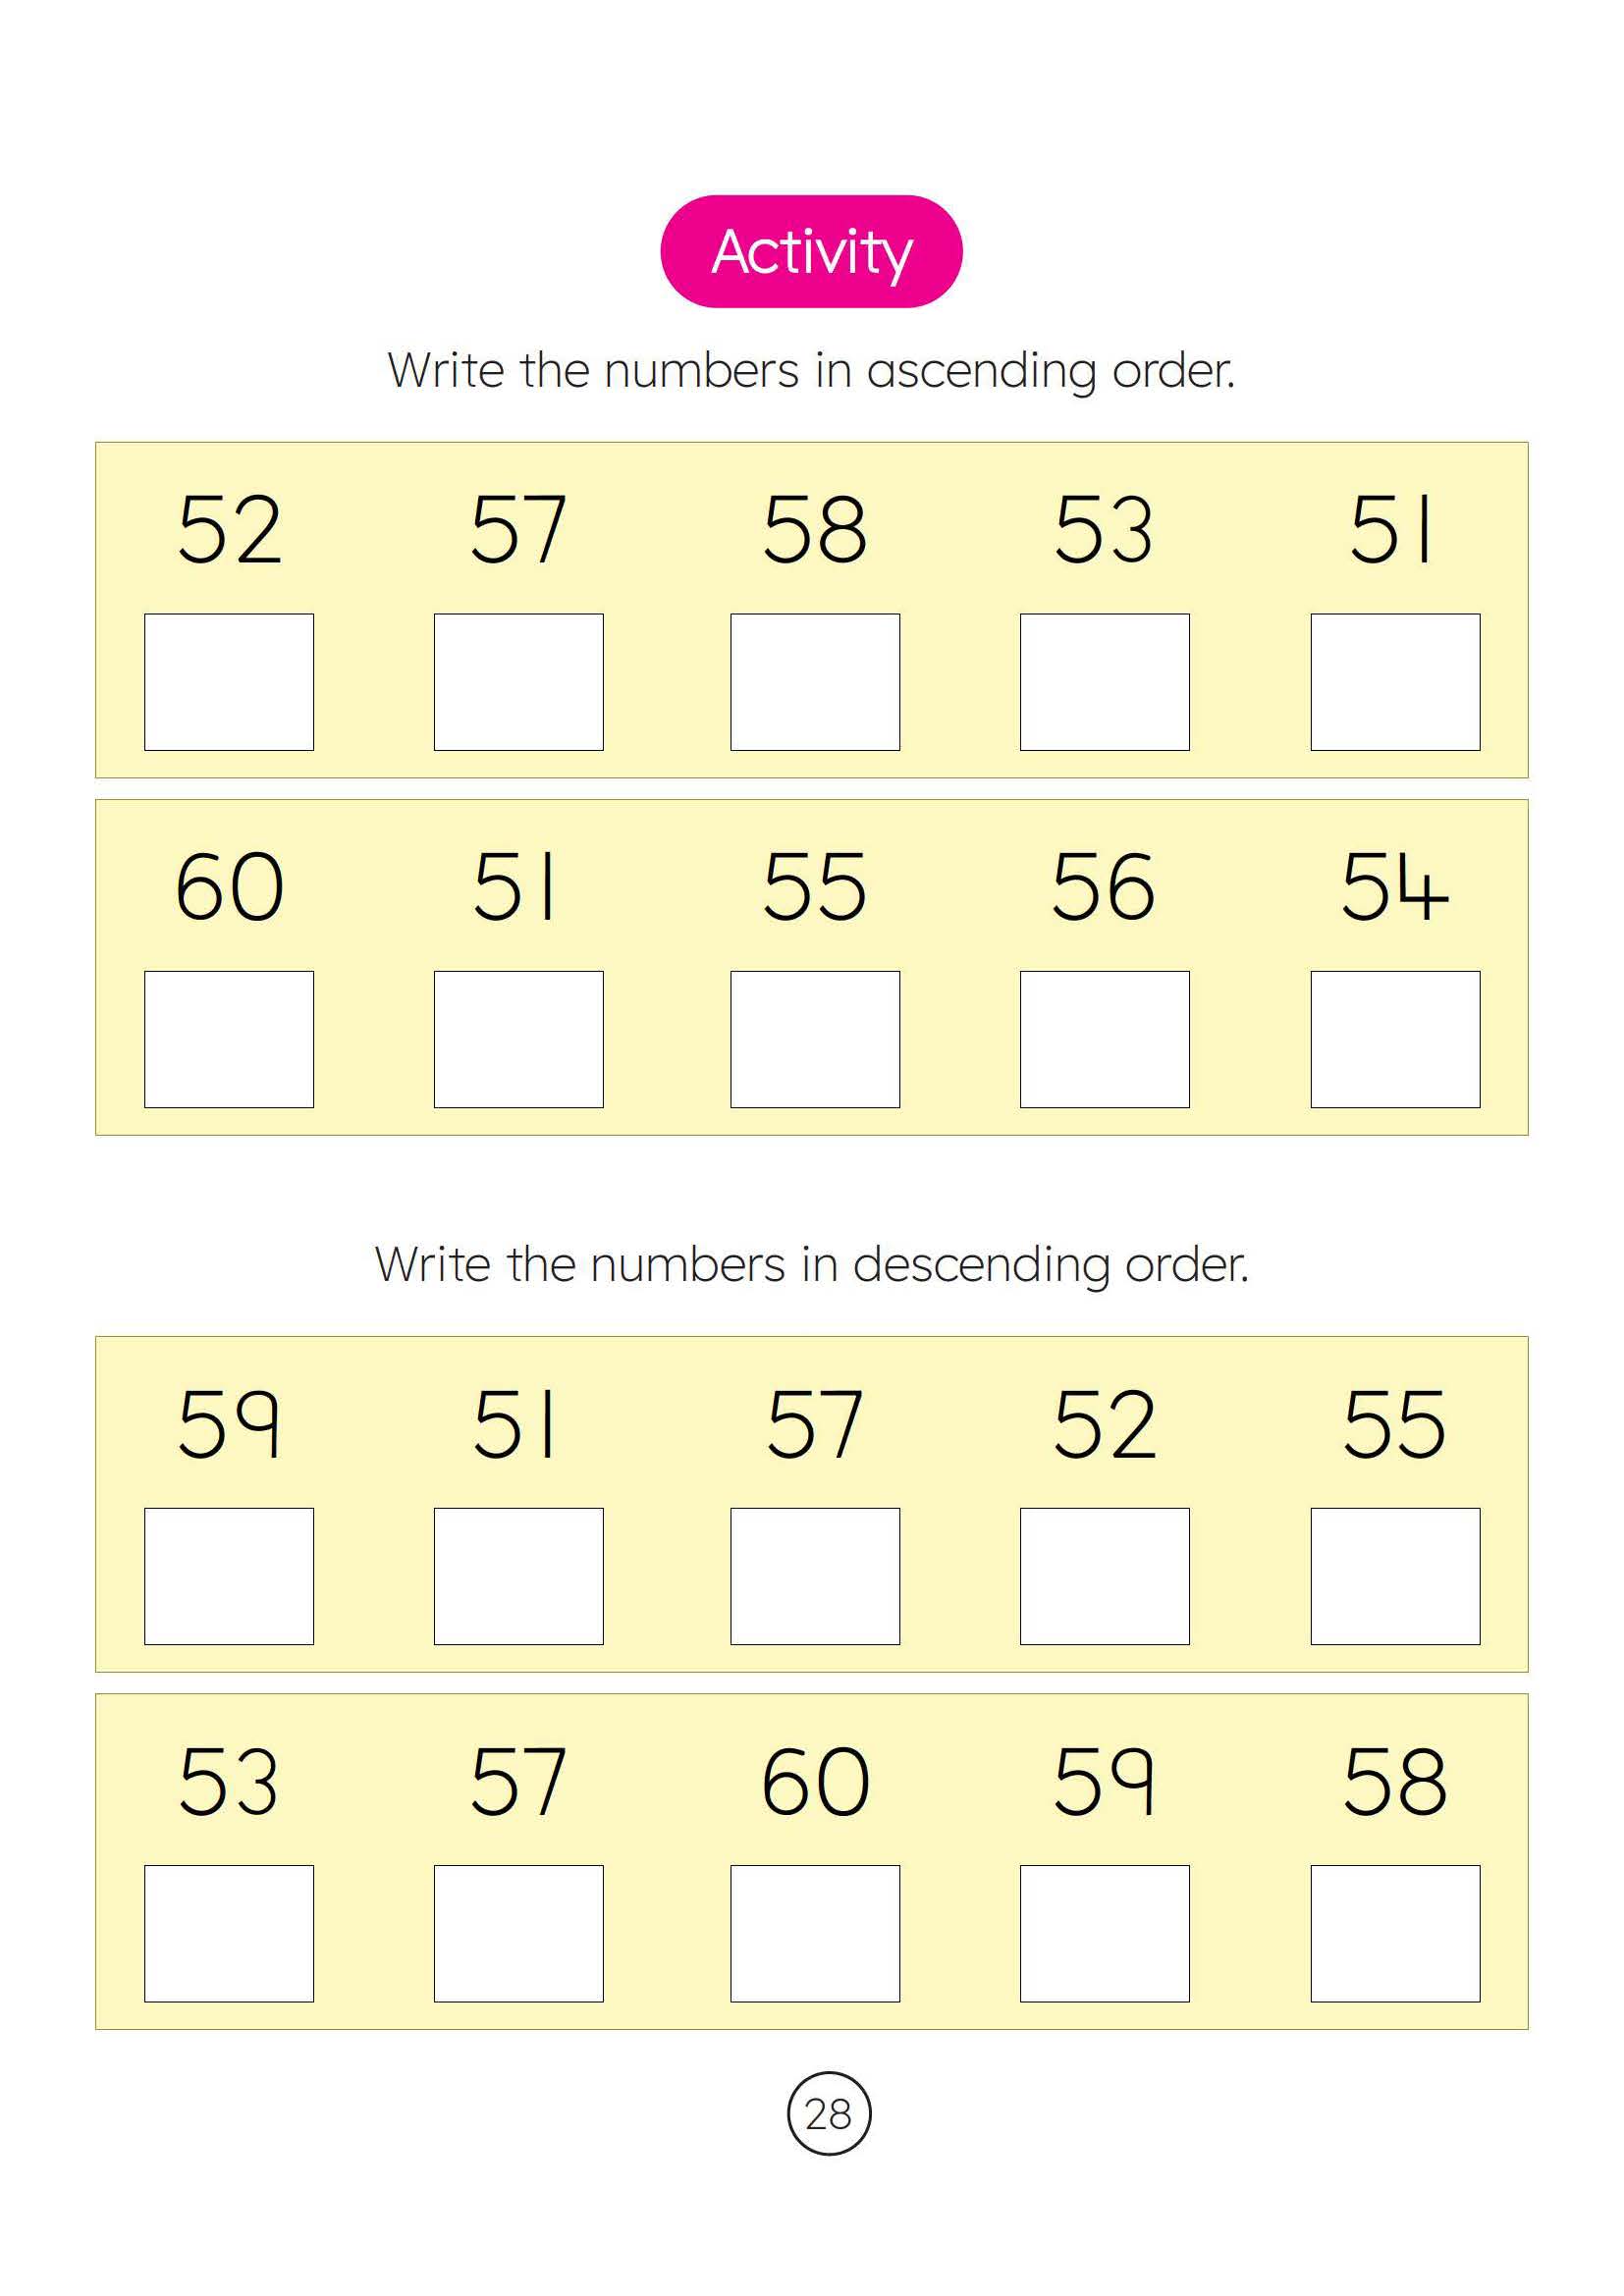 Activity
Write the numbers in ascending order.
52 57 58 53 51
60 51 55 56 54
Write the numbers in descending order.
59 51 57 52 55
53 57 60 59 58
28